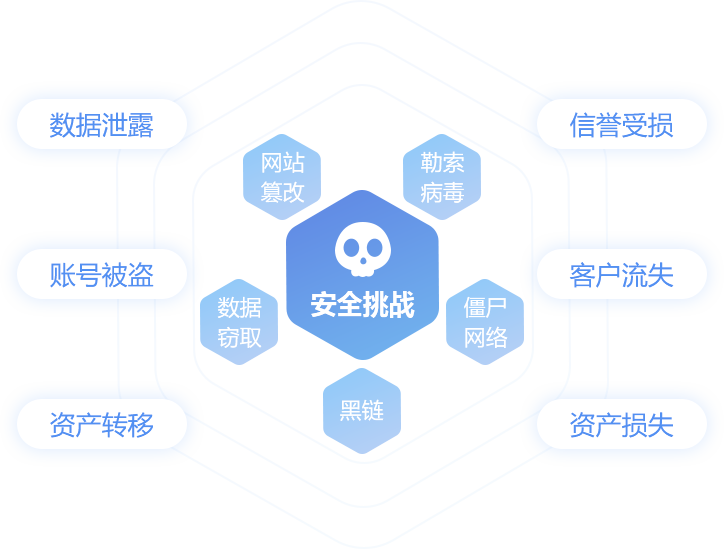 数据泄露
信誉受损
网站
篡改
勒索
病毒
账号被盗
安全挑战
客户流失
数据
窃取
僵尸
网络
黑链
资产转移
资产损失